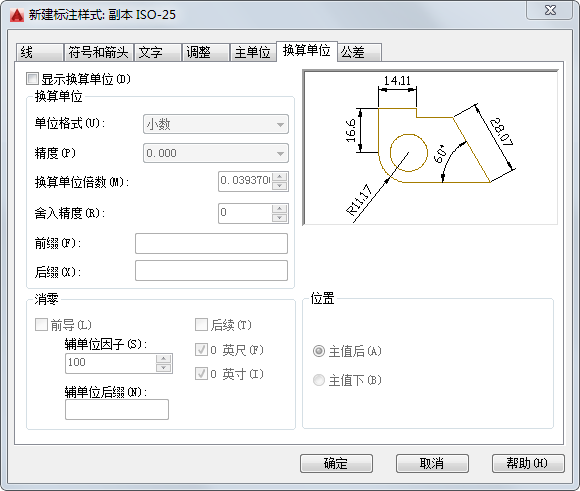 新建标注样式: 副本 ISO-25
线 符号和箭头 文字 调整 主单位 换算单位 公差
显示换算单位(D)
换算单位
单位格式(U): 小数
精度(P) 0.000
换算单位倍数(M): 0.039370
舍入精度(R): 0
前缀(F):
后缀(X):
消零
前导(L)
辅单位因子(S):
100
辅单位后缀(N):
后续(T)
0 英尺(F)
0 英寸(I)
14.11
16.6
28.07
60°
R11.17
位置
主值后(A)
主值下(B)
确定 取消 帮助(H)